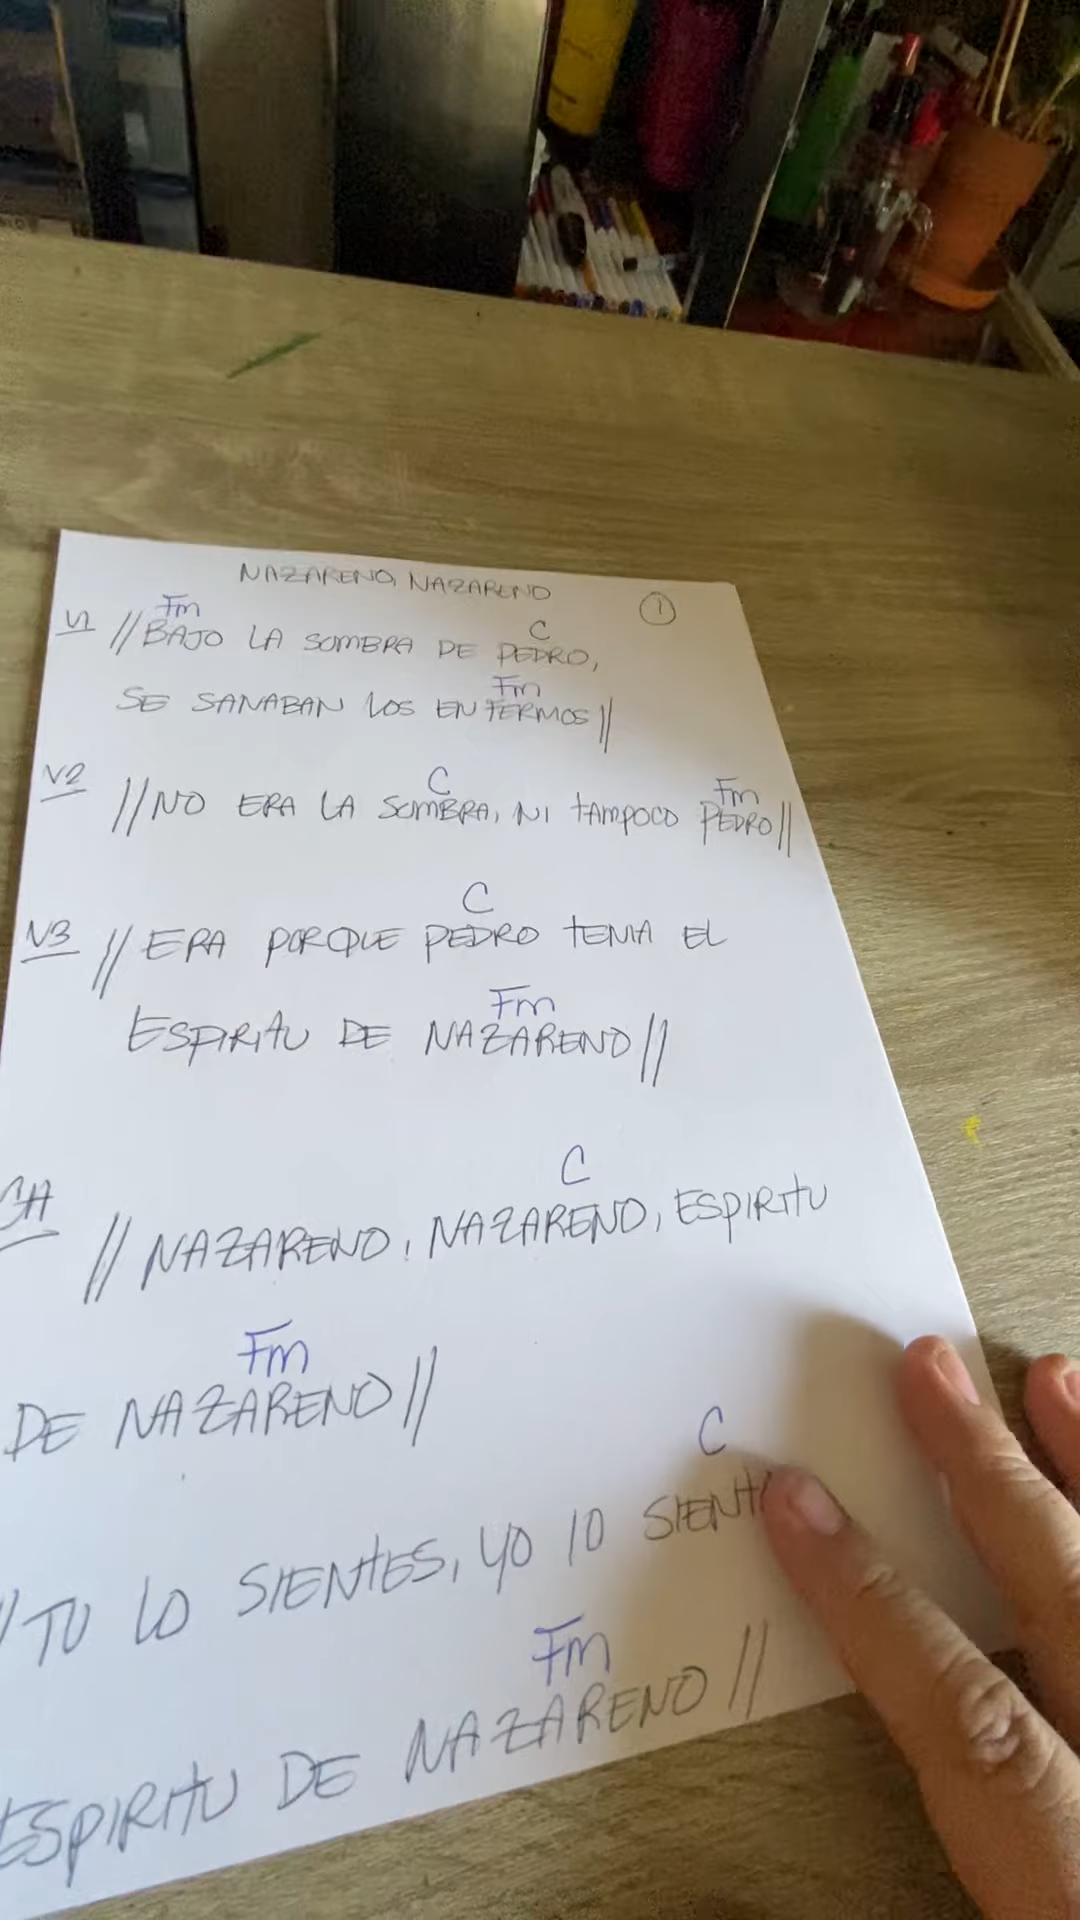 NAZARENO, NAZARENO
1
Fm C
V1 //BAJO LA SOMBRA DE PEDRO,
Fm
SE SANABAN LOS ENFERMOS//
C Fm
V2 //NO ERA LA SOMBRA, NI TAMPOCO PEDRO//
C
V3 //ERA PORQUE PEDRO TENIA EL
Fm
ESPIRITU DE NAZARENO//
C
CH //NAZARENO, NAZARENO, ESPIRITU
Fm
DE NAZARENO//
C
//TU LO SIENTES, YO LO SIENT
Fm
ESPIRITU DE NAZARENO//